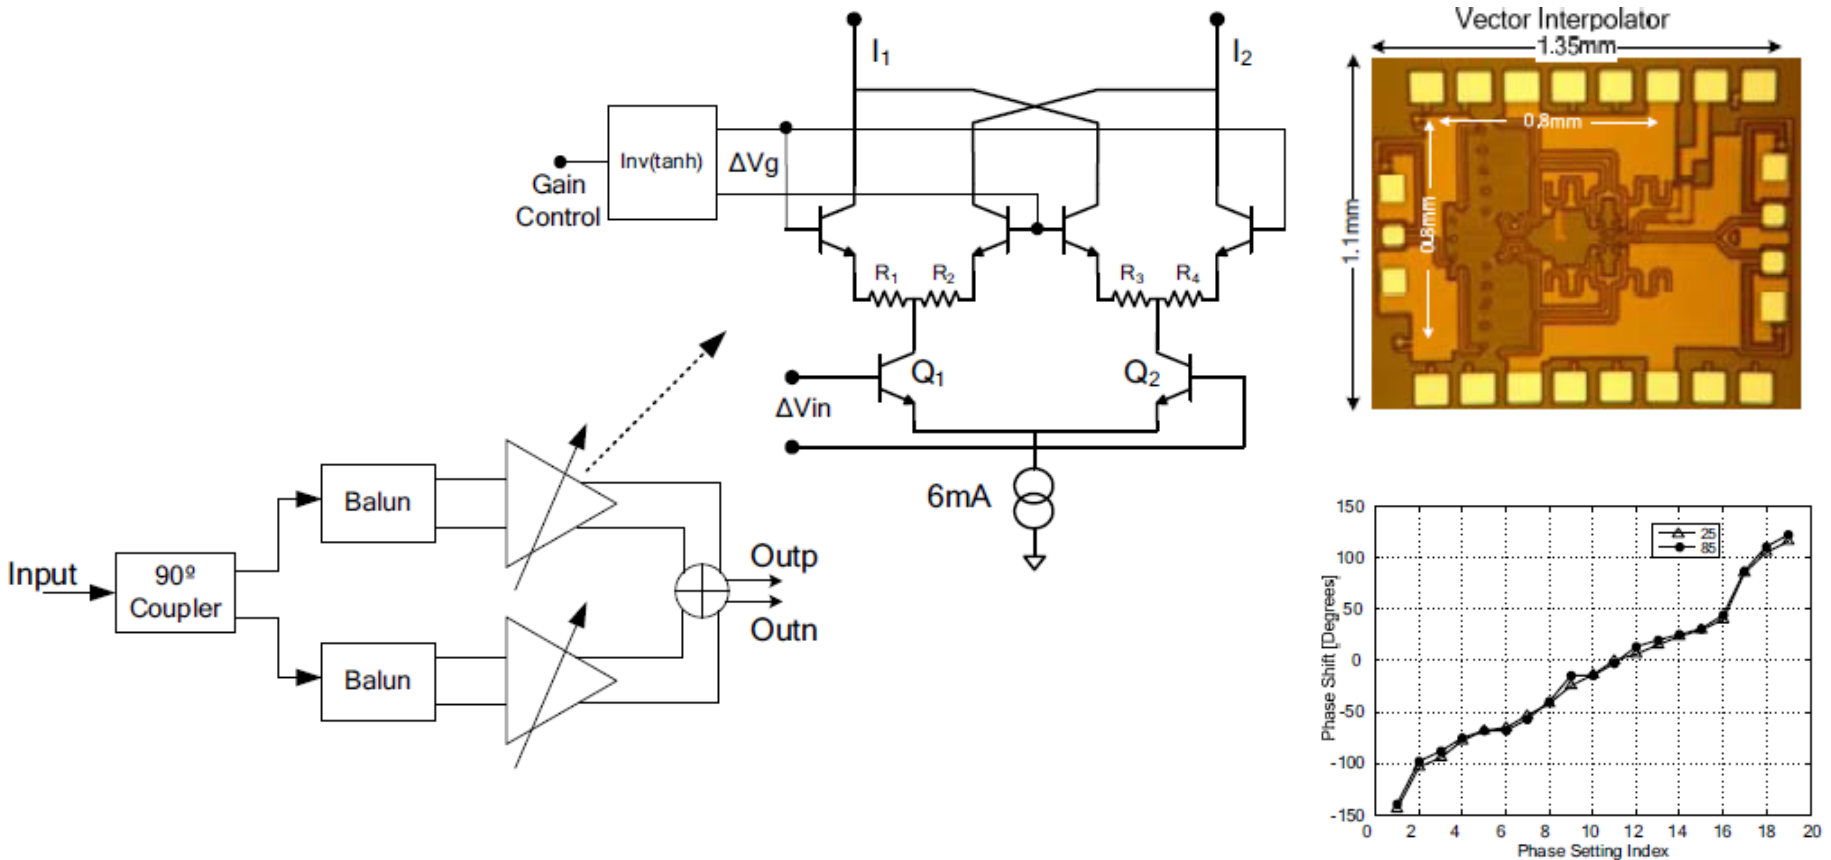 I1
I2
Inv(tanh)
ΔVg
Gain
Control
R1
R2
R3
R4
Q1
Q2
ΔVin
6mA
Input
90º
Coupler
Balun
Balun
Outp
Outn
Vector Interpolator
1.35mm
1.1mm
0.8mm
0.8mm
150
100
50
0
-50
-100
-150
Phase Shift [Degrees]
25
85
0 2 4 6 8 10 12 14 16 18 20
Phase Setting Index